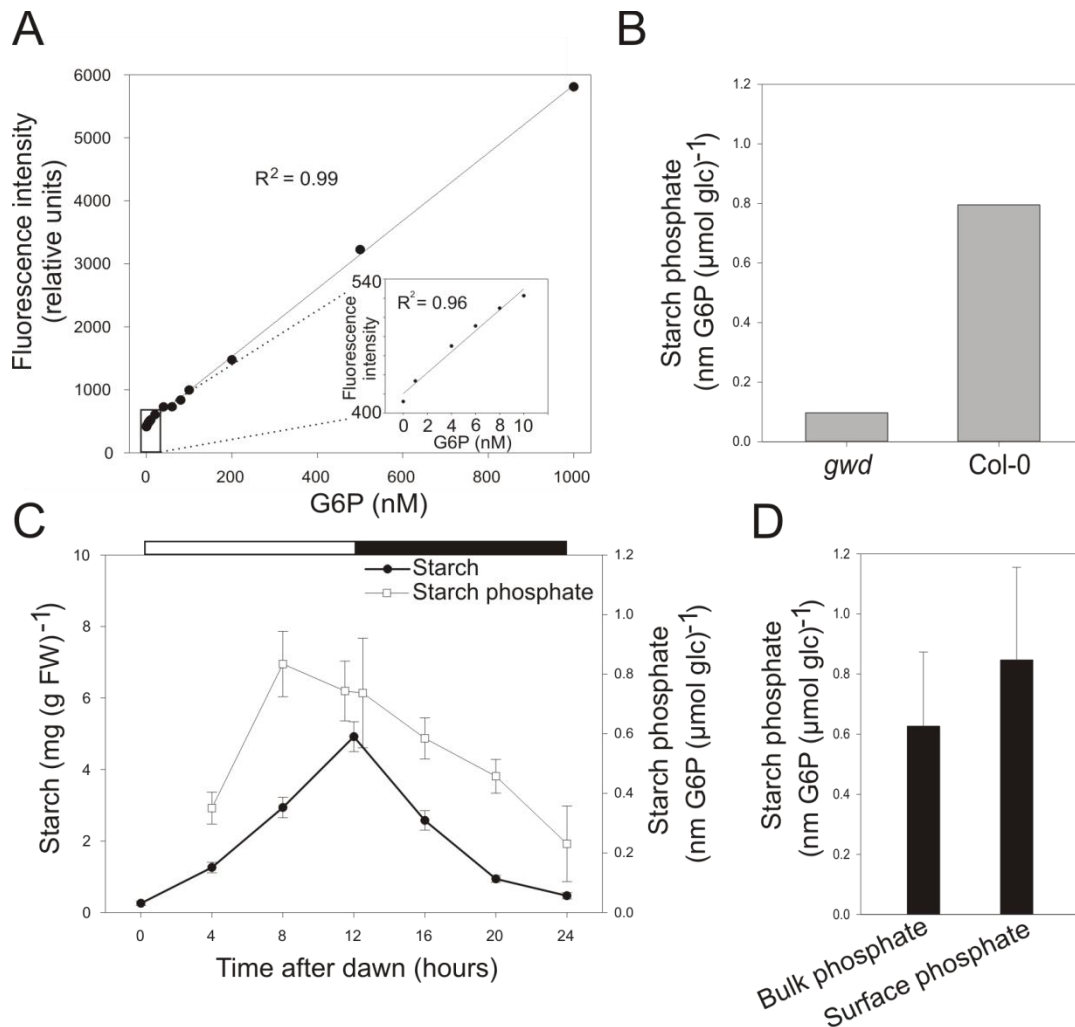 A
6000
5000
4000
3000
2000
1000
0
Fluorescence intensity
(relative units)
R² = 0.99
540
400
Fluorescence
intensity
R² = 0.96
0 2 4 6 8 10
G6P (nM)
0 200 400 600 800 1000
G6P (nM)
B
1.2
1.0
0.8
0.6
0.4
0.2
0.0
Starch phosphate
(nm G6P (µmol glc)⁻¹
gwd Col-0
C
10
8
6
4
2
0
Starch (mg (g FW)⁻¹
Starch
Starch phosphate
1.2
1.0
0.8
0.6
0.4
0.2
0.0
Starch phosphate
(nm G6P (µmol glc)⁻¹
0 4 8 12 16 20 24
Time after dawn (hours)
D
1.2
1.0
0.8
0.6
0.4
0.2
0.0
Starch phosphate
(nm G6P (µmol glc)⁻¹
Bulk phosphate
Surface phosphate